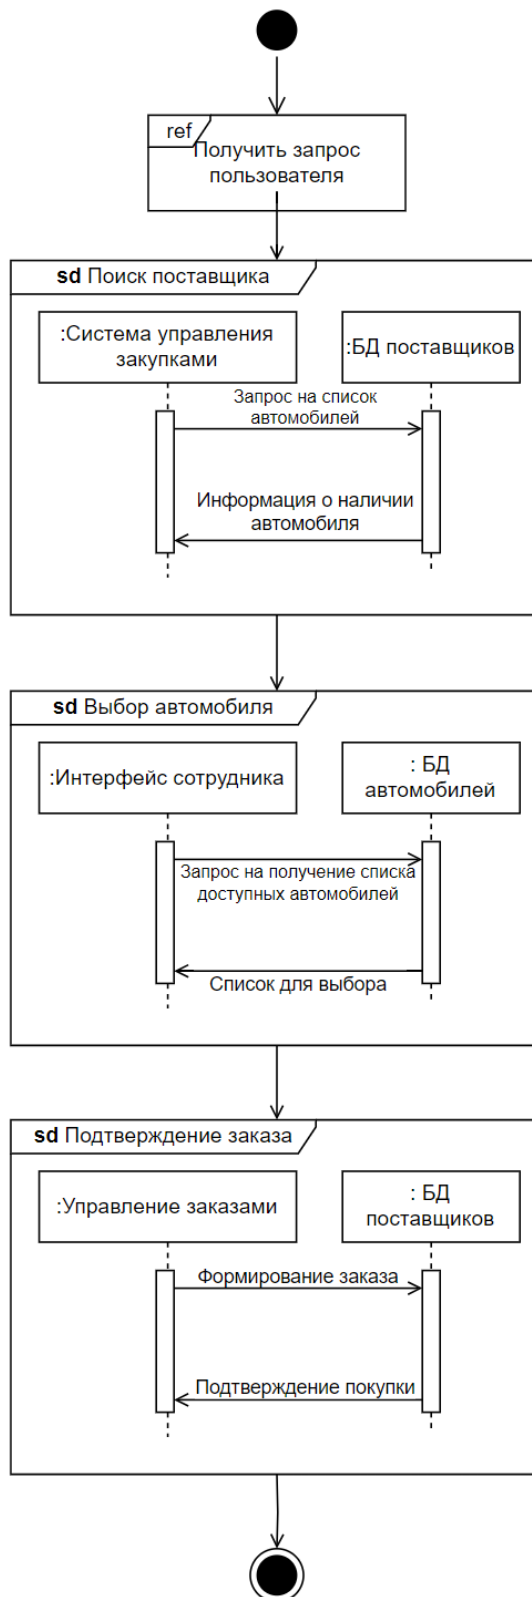 ref
Получить запрос
пользователя
sd Поиск поставщика
:Система управления
закупками
:БД поставщиков
Запрос на список
автомобилей
Информация о наличии
автомобиля
sd Выбор автомобиля
:Интерфейс сотрудника
: БД
автомобилей
Запрос на получение списка
доступных автомобилей
Список для выбора
sd Подтверждение заказа
:Управление заказами
: БД
поставщиков
Формирование заказа
Подтверждение покупки